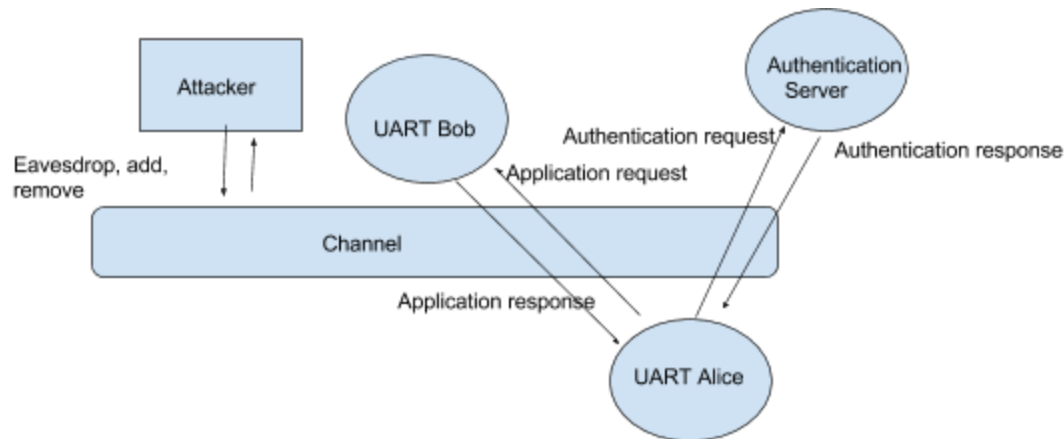 Attacker
Authentication
Server
UART Bob
Authentication request
Authentication response
Eavesdrop, add,
remove
Application request
Channel
Application response
UART Alice